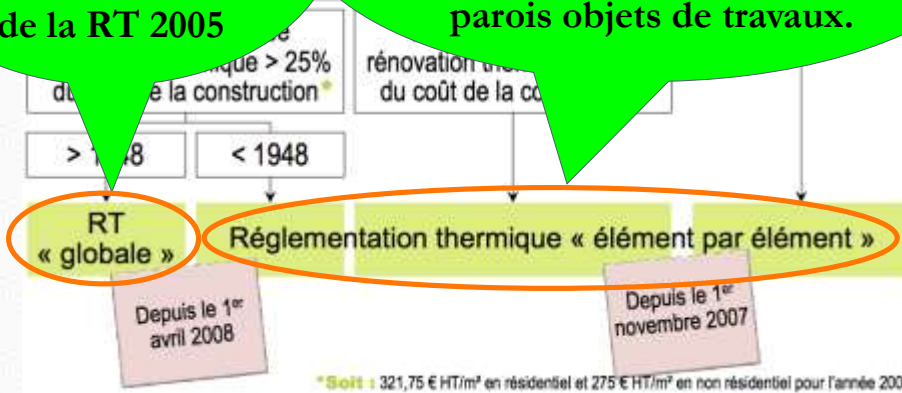 de la RT 2005
parois objets de travaux.
> 25%
la construction*
rénovation
du coût de la
>
< 1948
RT
« globale »
Réglementation thermique « élément par élément »
Depuis le 1er
avril 2008
Depuis le 1er
novembre 2007
*Soit : 321,75 € HT/m² en résidentiel et 275 € HT/m² en non résidentiel pour l'année